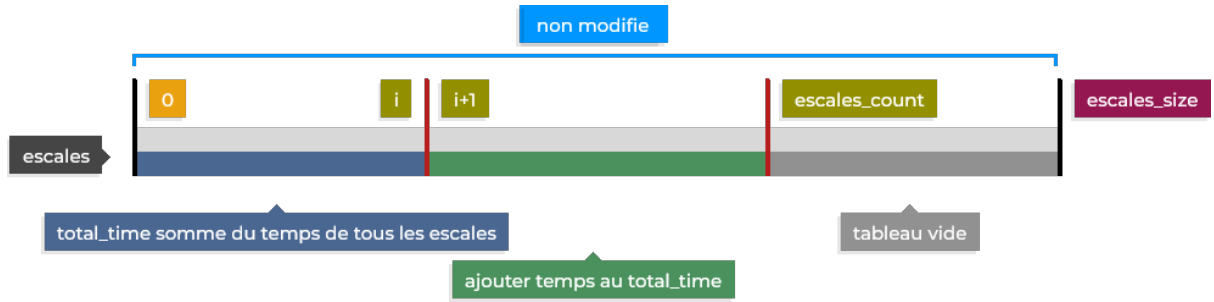 non modifie
0
i
i+1
escales_count
escales_size
escales
total_time somme du temps de tous les escales
tableau vide
ajouter temps au total_time